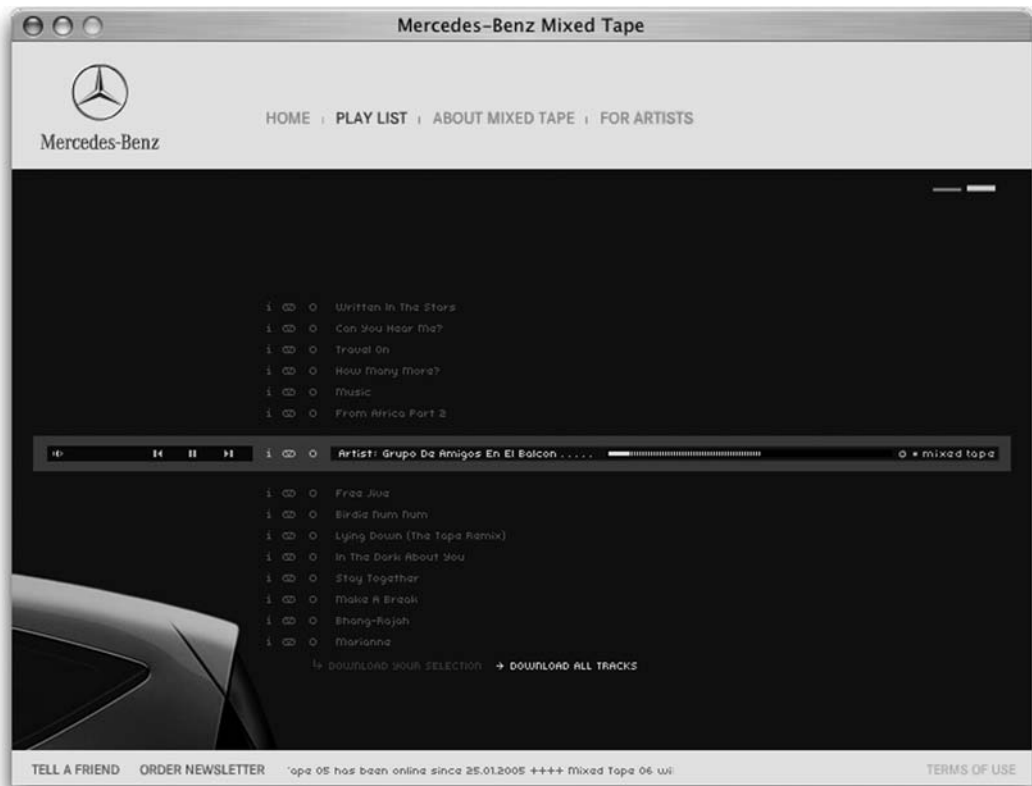 Mercedes-Benz Mixed Tape
Mercedes-Benz
HOME PLAY LIST ABOUT MIXED TAPE FOR ARTISTS
i Written In The Stars
i Can You Hear Me?
i Travel On
i How Many More?
i Music
i From Africa Part 2
i Artist: Grupo De Amigos En El Balcon ..... mixed tape
i Free Jive
i Birdie Num Num
i Lying Down (The Tape Remix)
i In The Dark About You
i Stay Together
i Make A Break
i Bhang-Rajah
i Marianne
DOWNLOAD YOUR SELECTION → DOWNLOAD ALL TRACKS
TELL A FRIEND ORDER NEWSLETTER ape 05 has been online since 25.01.2005 ++++ Mixed Tape 06 wi TERMS OF USE